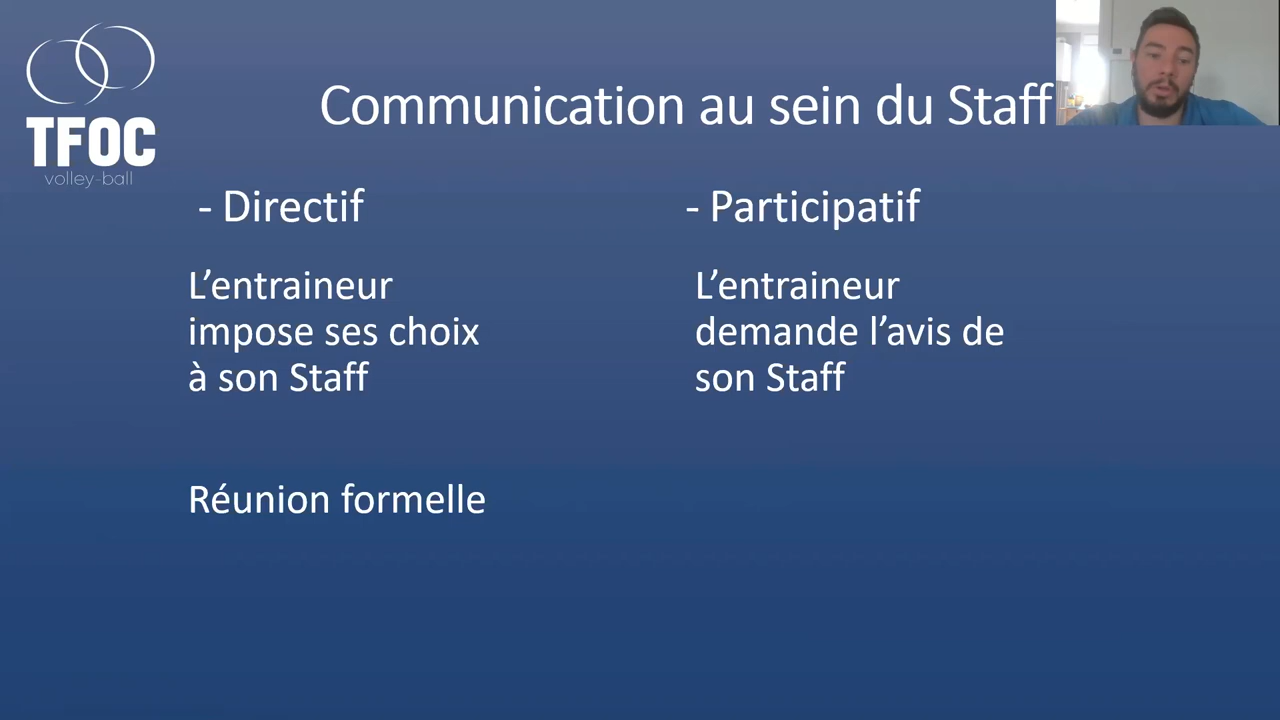 TFOC
volley-ball
Communication au sein du Staff
- Directif
L’entraineur
impose ses choix
à son Staff
Réunion formelle
- Participatif
L’entraineur
demande l’avis de
son Staff